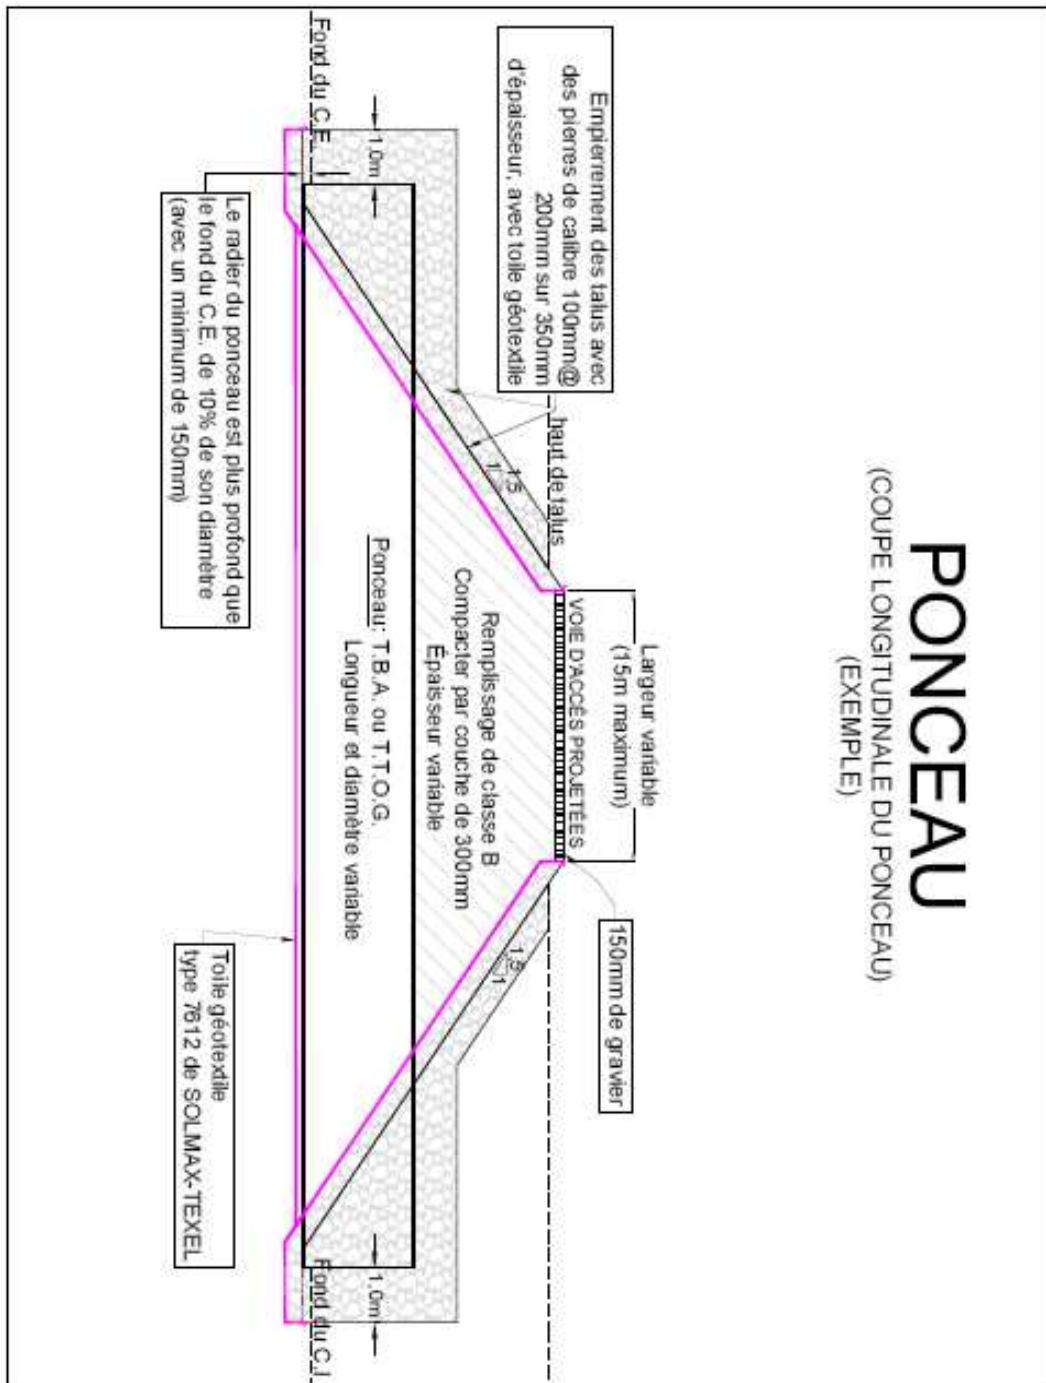 PONCEAU
(COUPE LONGITUDINALE DU PONCEAU)
(EXEMPLE)
Empierrement des talus avec
des pierres de calibre 100mm@
200mm sur 350mm
d'épaisseur, avec toile géotextile
Largeur variable
(15m maximum)
150mm de gravier
haut de talus
VOIE D'ACCÈS PROJETÉES
1.5
1
1.5
1
Remplissage de classe B
Compacter par couche de 300mm
Épaisseur variable
1.0m
1.0m
Ponceau: T.B.A. ou T.T.O.G.
Longueur et diamètre variable
Fond du C.E.
Fond du C.I.
Le radier du ponceau est plus profond que
le fond du C.E. de 10% de son diamètre
(avec un minimum de 150mm)
Toile géotextile
type 7612 de SOLMAX-TEXEL